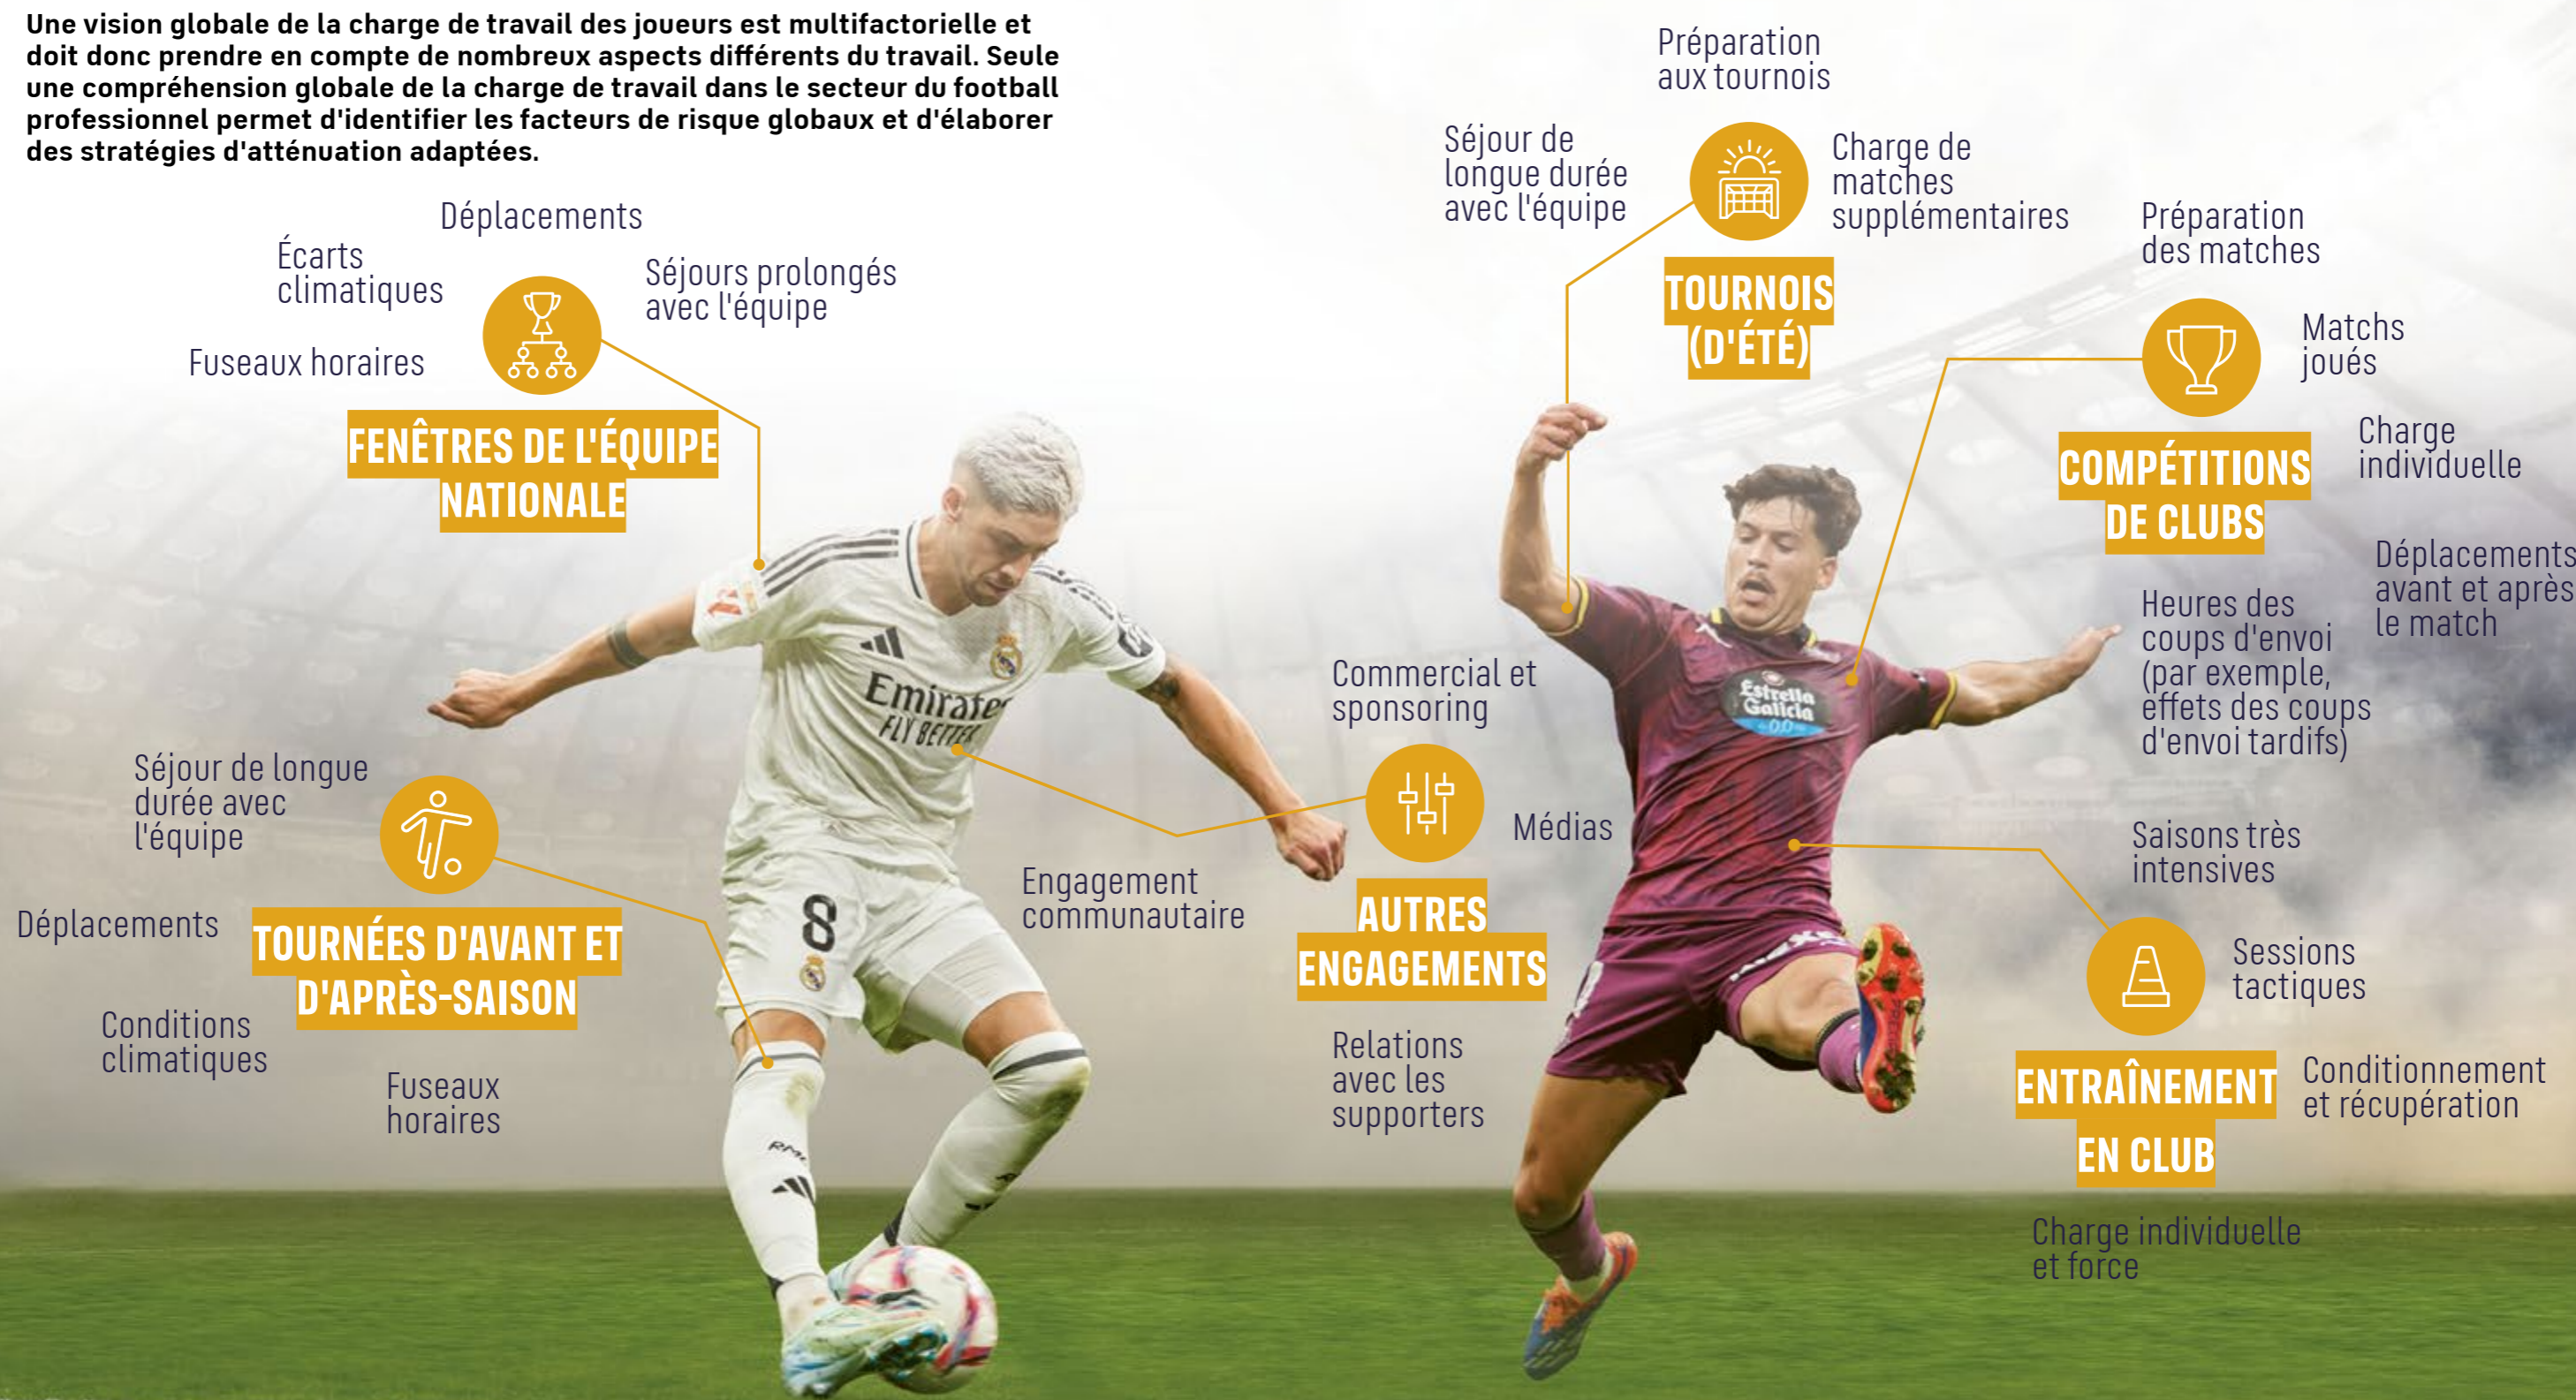 Une vision globale de la charge de travail des joueurs est multifactorielle et
doit donc prendre en compte de nombreux aspects différents du travail. Seule
une compréhension globale de la charge de travail dans le secteur du football
professionnel permet d'identifier les facteurs de risque globaux et d'élaborer
des stratégies d'atténuation adaptées.
Déplacements
Écarts
climatiques
Séjours prolongés
avec l'équipe
Fuseaux horaires
FENÊTRES DE L'ÉQUIPE
NATIONALE
Préparation
aux tournois
Séjour de
longue durée
avec l'équipe
Charge de
matches
supplémentaires
TOURNOIS
(D'ÉTÉ)
Préparation
des matches
Matchs
joués
Charge
individuelle
COMPÉTITIONS
DE CLUBS
Déplacements
avant et après
le match
Heures des
coups d'envoi
(par exemple,
effets des coups
d'envoi tardifs)
Séjour de longue
durée avec
l'équipe
Déplacements
TOURNÉES D'AVANT ET
D'APRÈS-SAISON
Conditions
climatiques
Fuseaux
horaires
Commercial et
sponsoring
Médias
Engagement
communautaire
AUTRES
ENGAGEMENTS
Relations
avec les
supporters
Saisons très
intensives
Sessions
tactiques
ENTRAÎNEMENT
EN CLUB
Conditionnement
et récupération
Charge individuelle
et force
Emirates
FLY BETTER
8
Estrella
Galicia
0,0